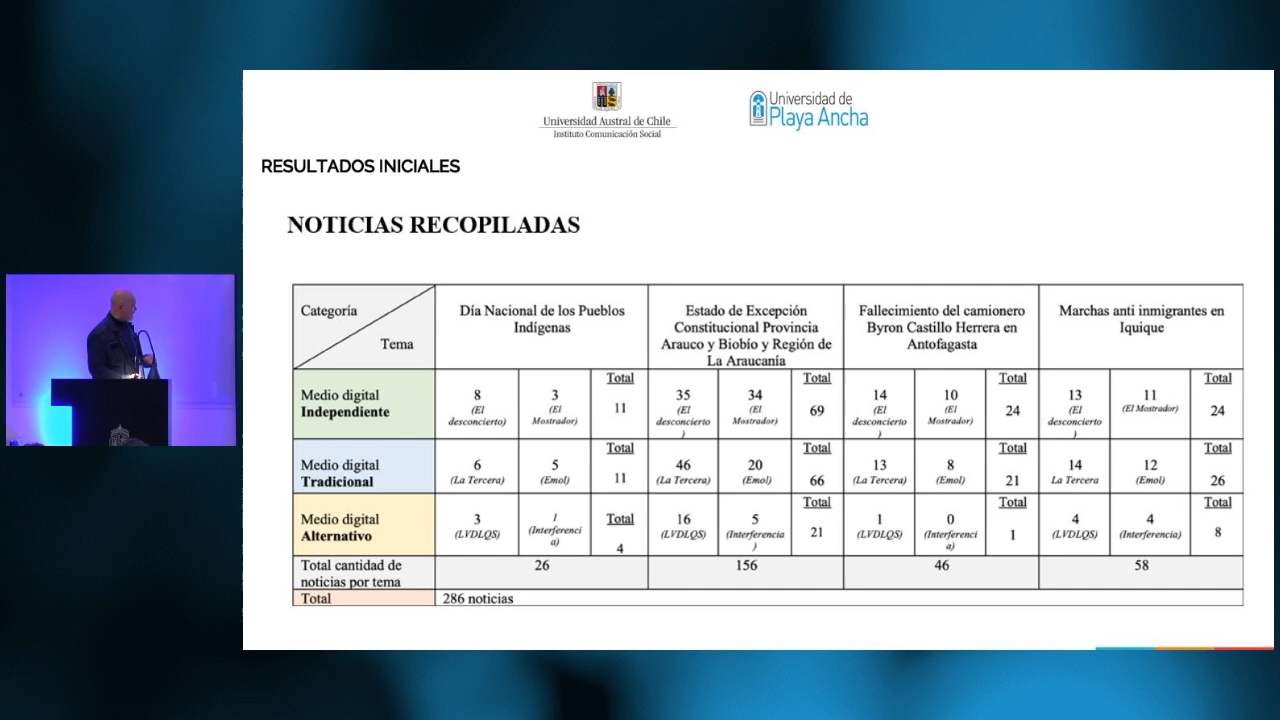 Universidad Austral de Chile
Instituto Comunicación Social
Universidad de
Playa Ancha
RESULTADOS INICIALES
NOTICIAS RECOPILADAS
Categoría
Tema
Día Nacional de los Pueblos
Indígenas
Estado de Excepción
Constitucional Provincia
Arauco y Biobío y Región de
La Araucanía
Fallecimiento del camionero
Byron Castillo Herrera en
Antofagasta
Marchas anti inmigrantes en
Iquique
Medio digital
Independiente
8
(El
desconcierto)
3
(El
Mostrador)
Total
11
35
(El
desconcierto
)
34
(El
Mostrador)
Total
69
14
(El
desconcierto
)
10
(El
Mostrador)
Total
24
13
(El
desconcierto
)
11
(El Mostrador)
Total
24
Medio digital
Tradicional
6
(La Tercera)
5
(Emol)
Total
11
46
(La Tercera)
20
(Emol)
Total
66
13
(La Tercera)
8
(Emol)
Total
21
14
La Tercera
12
(Emol)
Total
26
Medio digital
Alternativo
3
(LVDLQS)
1
(Interferenci
a)
Total
4
16
(LVDLQS)
5
(Interferencia
)
Total
21
1
(LVDLQS)
0
(Interferenci
a)
Total
1
4
(LVDLQS)
4
(Interferencia)
Total
8
Total cantidad de
noticias por tema
26
156
46
58
Total
286 noticias